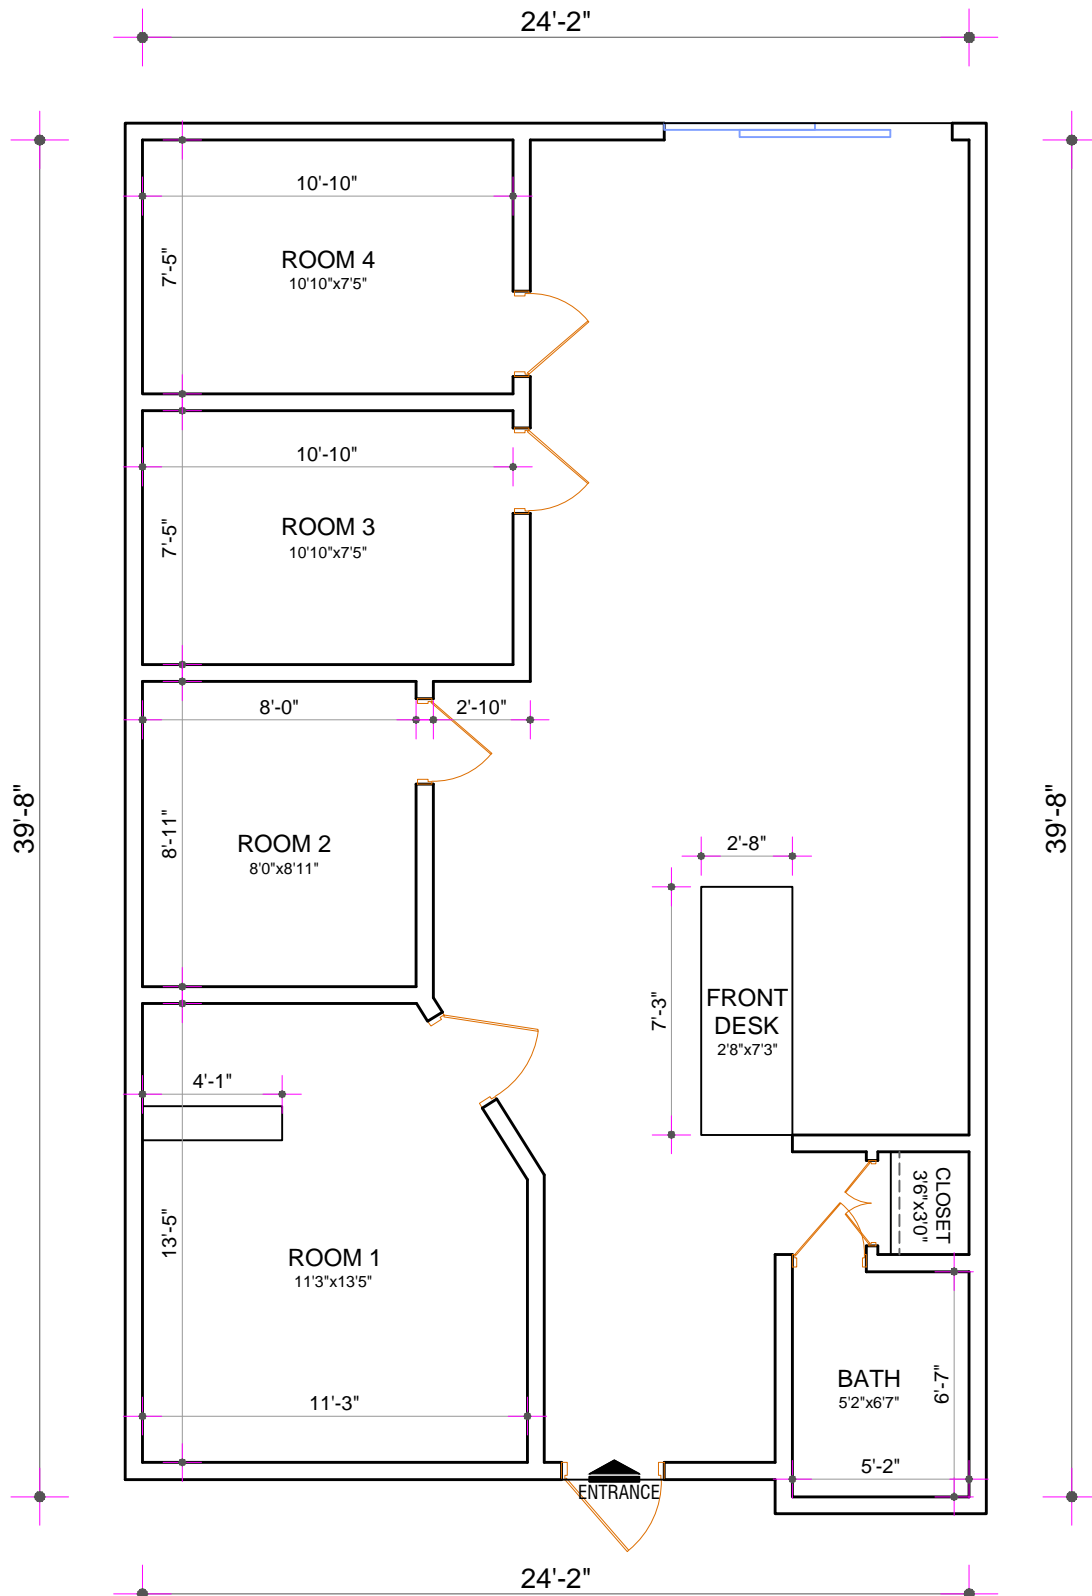 24'-2"
10'-10"
7'-5"
ROOM 4
10'10"x7'5"
10'-10"
7'-5"
ROOM 3
10'10"x7'5"
8'-0"
2'-10"
39'-8"
39'-8"
8'-11"
ROOM 2
8'0"x8'11"
2'-8"
7'-3"
FRONT
DESK
2'8"x7'3"
4'-1"
CLOSET
3'6"x3'0"
13'-5"
ROOM 1
11'3"x13'5"
11'-3"
BATH
5'2"x6'7"
6'-7"
5'-2"
ENTRANCE
24'-2"